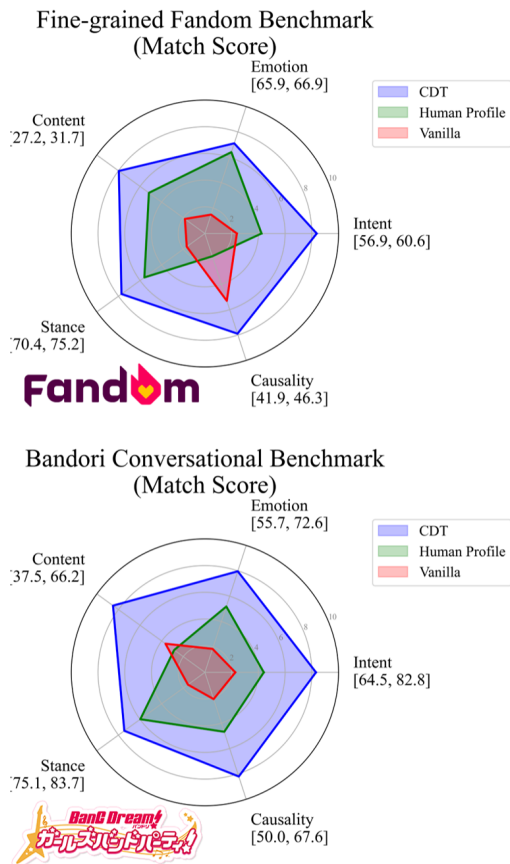 Fine-grained Fandom Benchmark
(Match Score)
Emotion
[65.9, 66.9]
CDT
Human Profile
Vanilla
Content
[27.2, 31.7]
10
8
6
4
2
Intent
[56.9, 60.6]
Stance
[70.4, 75.2]
Causality
[41.9, 46.3]
Fandom
Bandori Conversational Benchmark
(Match Score)
Emotion
[55.7, 72.6]
CDT
Human Profile
Vanilla
Content
[37.5, 66.2]
10
8
6
4
2
Intent
[64.5, 82.8]
Stance
[75.1, 83.7]
Causality
[50.0, 67.6]
BanG Dream!
バンドリ!
ガールズバンドパーティ!